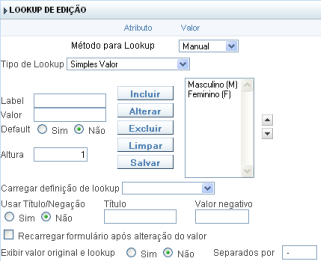 LOOKUP DE EDIÇÃO
Atributo Valor
Método para Lookup Manual
Tipo de Lookup Simples Valor
Masculino (M)
Feminino (F)
Label
Valor
Default Sim Não
Altura 1
Incluir
Alterar
Excluir
Limpar
Salvar
Carregar definição de lookup
Usar Título/Negação Título Valor negativo
Sim Não
Recarregar formulário após alteração do valor
Exibir valor original e lookup Sim Não Separados por -